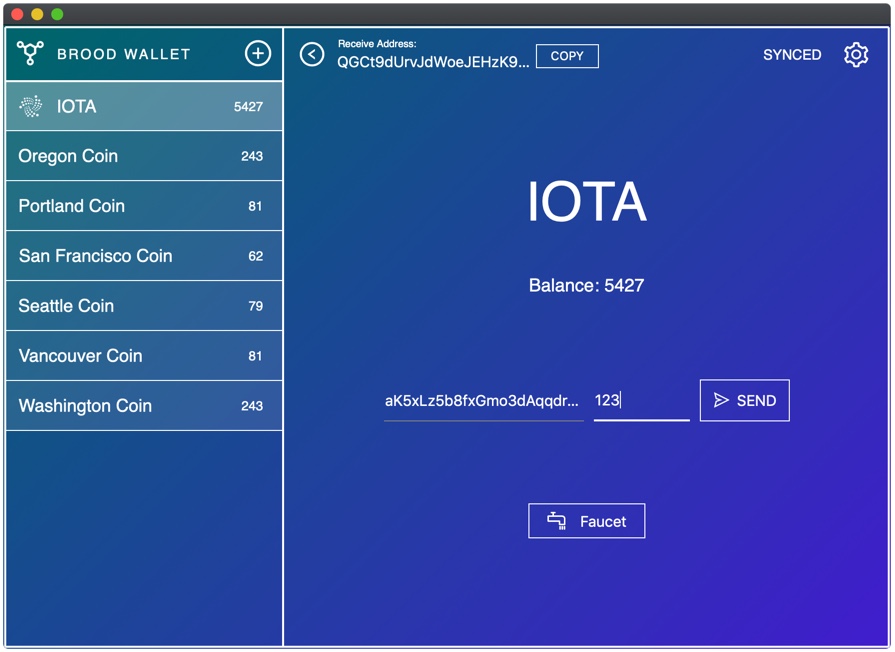 BROOD WALLET
IOTA 5427
Oregon Coin 243
Portland Coin 81
San Francisco Coin 62
Seattle Coin 79
Vancouver Coin 81
Washington Coin 243
Receive Address:
QGCt9dUrvJdWoeJEHzK9... COPY
SYNCED
IOTA
Balance: 5427
aK5xLz5b8fxGmo3dAqqdr... 123 SEND
Faucet